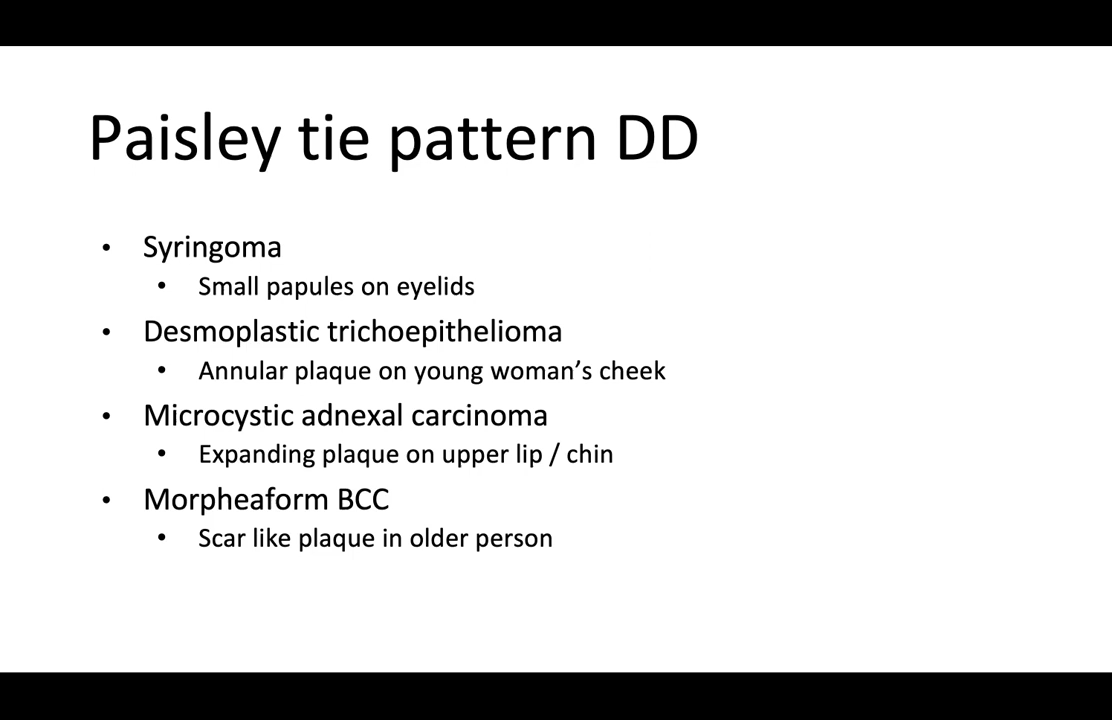 Paisley tie pattern DD
• Syringoma
• Small papules on eyelids
• Desmoplastic trichoepithelioma
• Annular plaque on young woman’s cheek
• Microcystic adnexal carcinoma
• Expanding plaque on upper lip / chin
• Morpheaform BCC
• Scar like plaque in older person